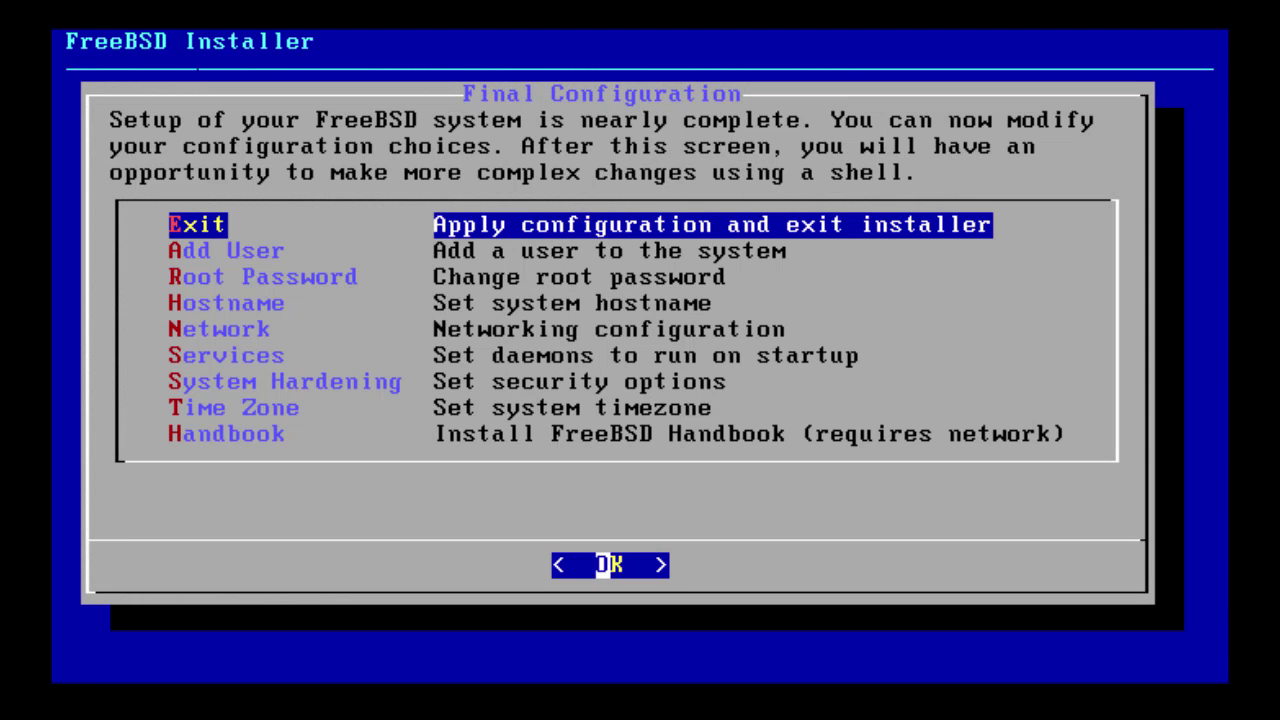 FreeBSD Installer
Final Configuration
Setup of your FreeBSD system is nearly complete. You can now modify
your configuration choices. After this screen, you will have an
opportunity to make more complex changes using a shell.
Exit Apply configuration and exit installer
Add User Add a user to the system
Root Password Change root password
Hostname Set system hostname
Network Networking configuration
Services Set daemons to run on startup
System Hardening Set security options
Time Zone Set system timezone
Handbook Install FreeBSD Handbook (requires network)
< OK >